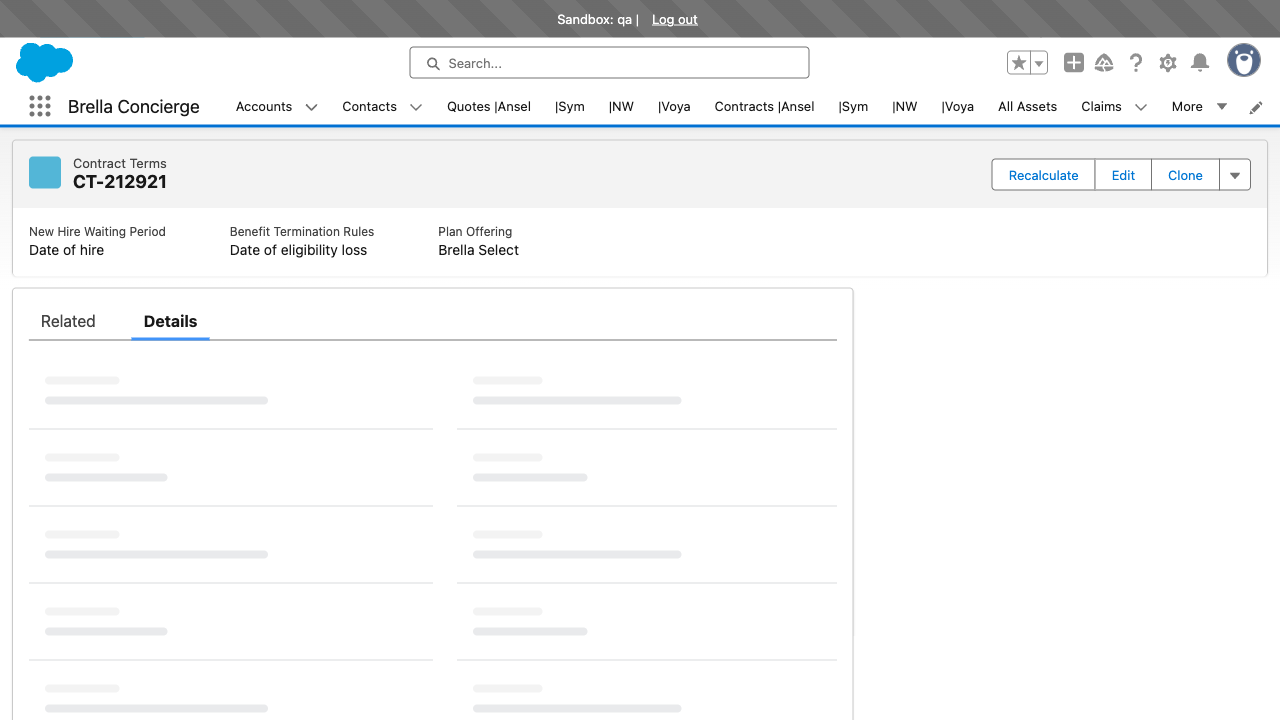 Sandbox: qa | Log out
Search...
Brella Concierge Accounts Contacts Quotes |Ansel |Sym |NW |Voya Contracts |Ansel |Sym |NW |Voya All Assets Claims More
Contract Terms
CT-212921
Recalculate Edit Clone
New Hire Waiting Period Benefit Termination Rules Plan Offering
Date of hire Date of eligibility loss Brella Select
Related Details